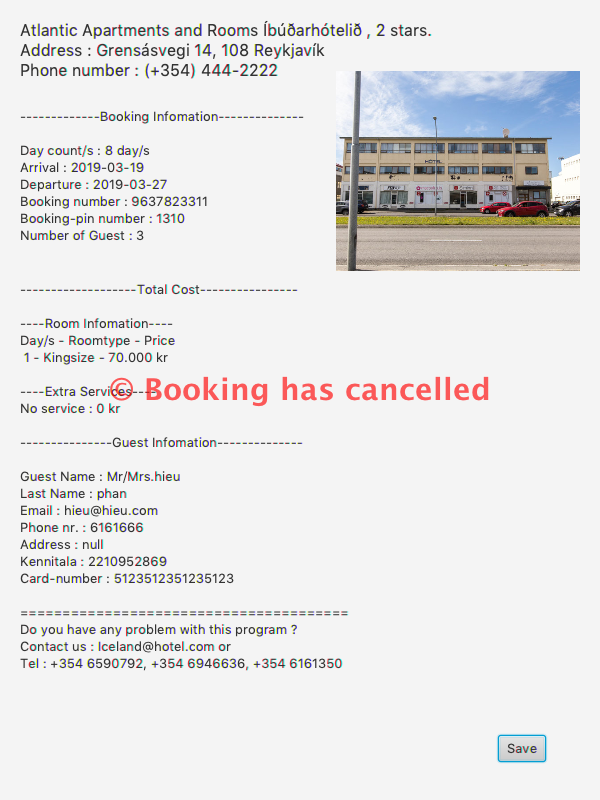 Atlantic Apartments and Rooms Íbúðarhótelið , 2 stars.
Address : Grensásvegi 14, 108 Reykjavík
Phone number : (+354) 444-2222
-------------Booking Infomation--------------
Day count/s : 8 day/s
Arrival : 2019-03-19
Departure : 2019-03-27
Booking number : 9637823311
Booking-pin number : 1310
Number of Guest : 3
HOTEL
-------------------Total Cost----------------
----Room Infomation----
Day/s - Roomtype - Price
1 - Kingsize - 70.000 kr
----Extra Services----
© Booking has cancelled
No service : 0 kr
---------------Guest Infomation--------------
Guest Name : Mr/Mrs.hieu
Last Name : phan
Email : hieu@hieu.com
Phone nr. : 6161666
Address : null
Kennitala : 2210952869
Card-number : 5123512351235123
=======================================
Do you have any problem with this program ?
Contact us : Iceland@hotel.com or
Tel : +354 6590792, +354 6946636, +354 6161350
Save